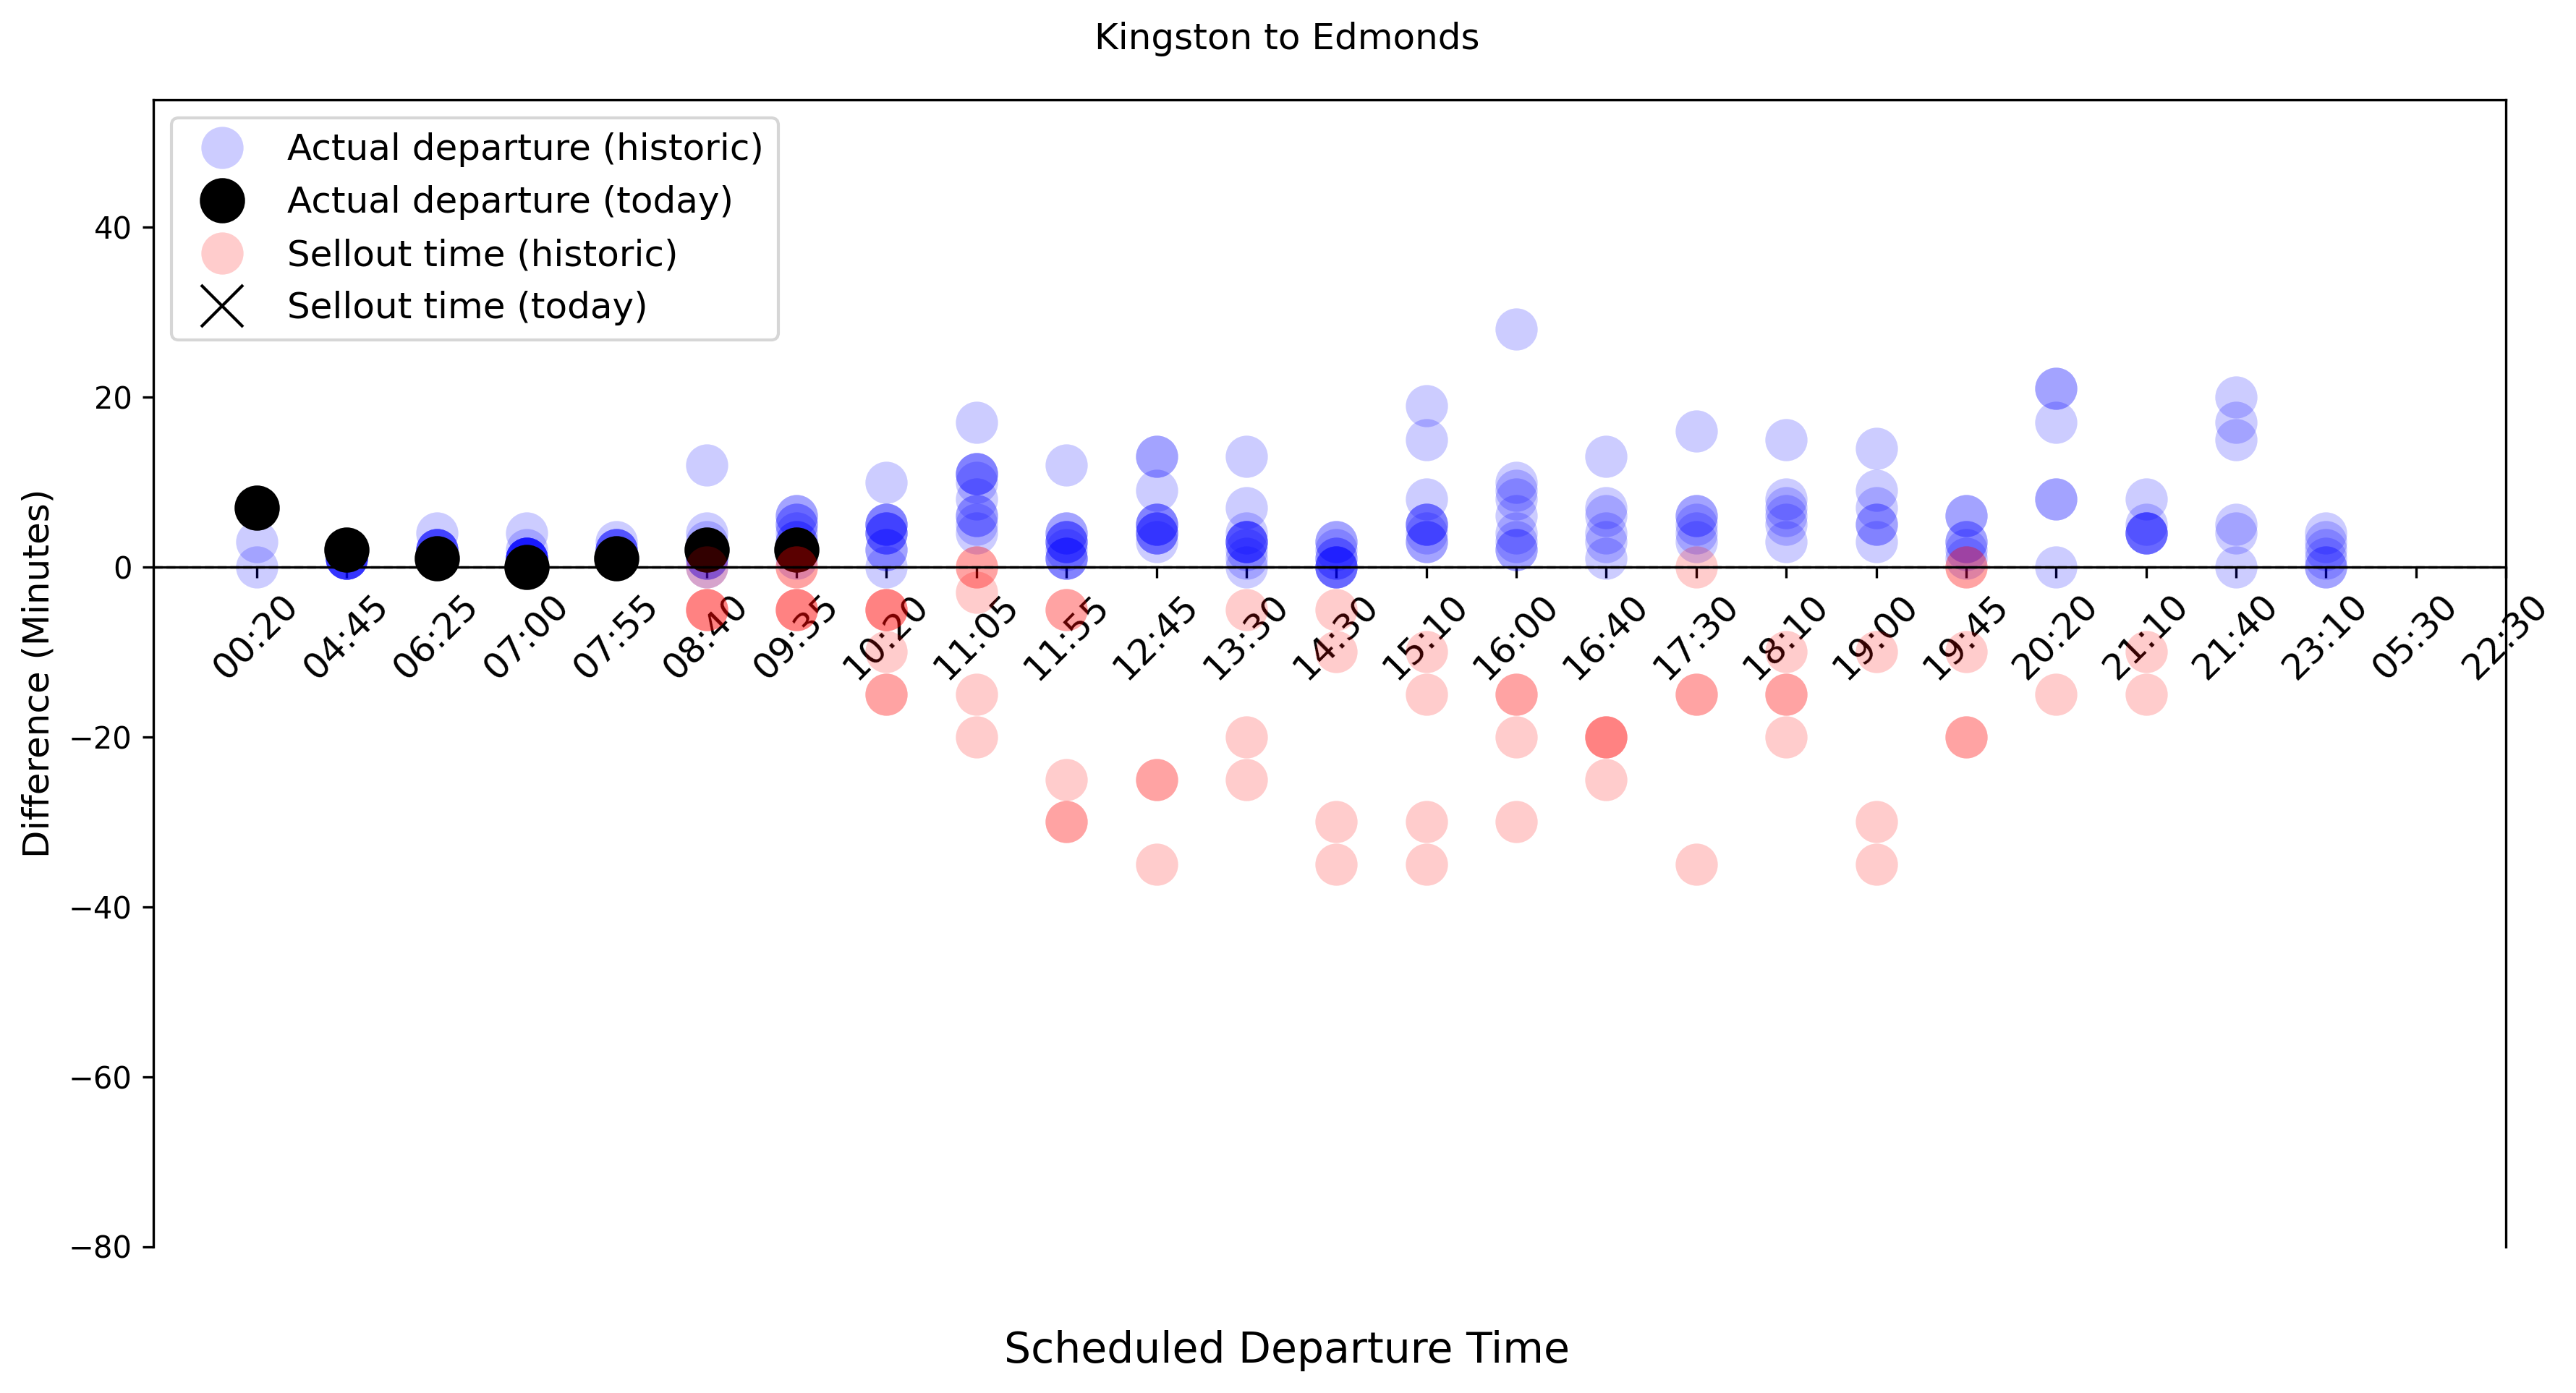 Kingston to Edmonds
Actual departure (historic)
Actual departure (today)
Sellout time (historic)
Sellout time (today)
Difference (Minutes)
40
20
0
−20
−40
−60
−80
00:20 04:45 06:25 07:00 07:55 08:40 09:35 10:20 11:05 11:55 12:45 13:30 14:30 15:10 16:00 16:40 17:30 18:10 19:00 19:45 20:20 21:10 21:40 23:10 05:30 22:30
Scheduled Departure Time